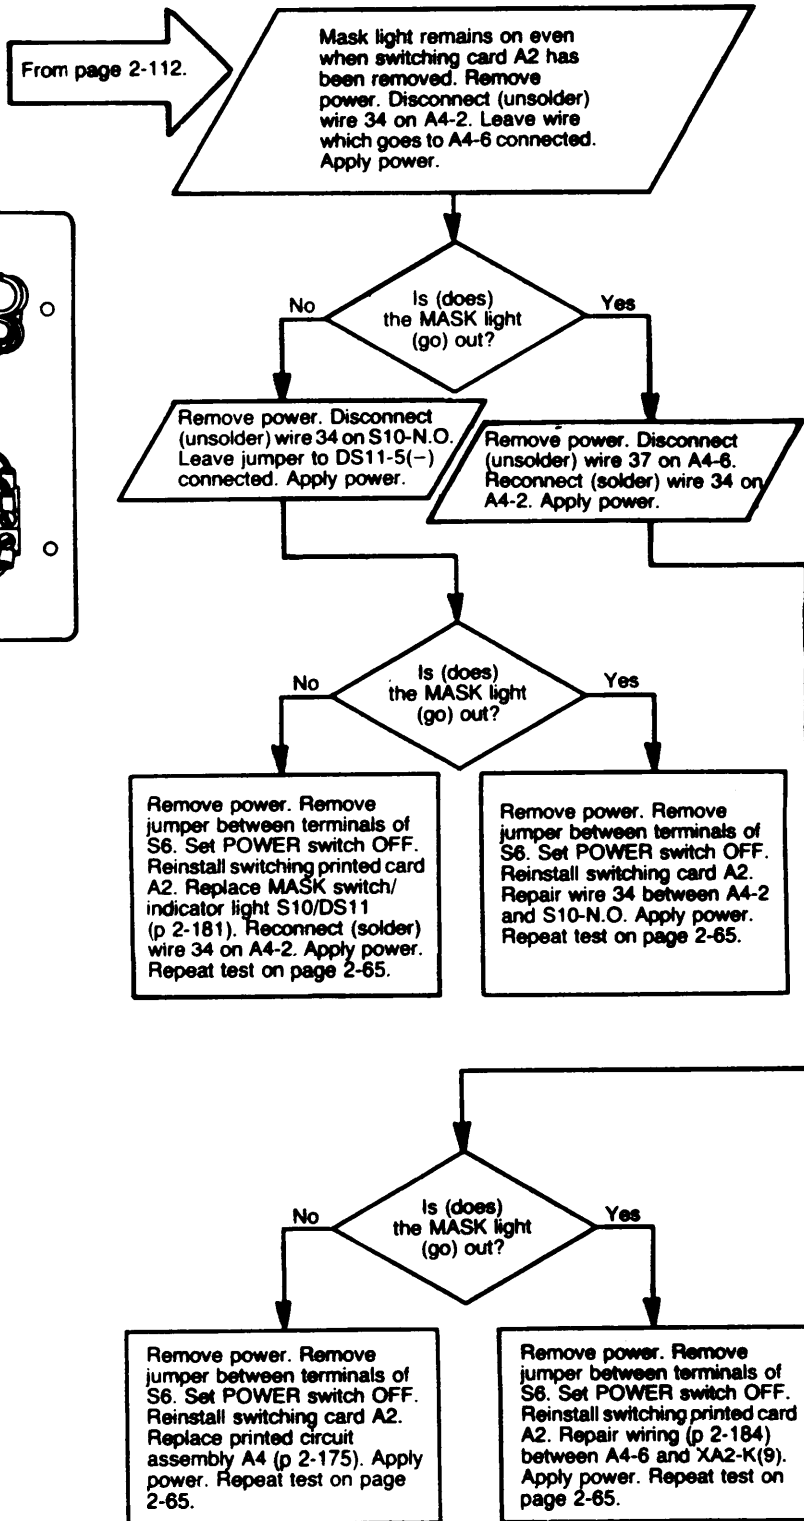 From page 2-112.
Mask light remains on even
when switching card A2 has
been removed. Remove
power. Disconnect (unsolder)
wire 34 on A4-2. Leave wire
which goes to A4-6 connected.
Apply power.
Is (does)
the MASK light
(go) out?
No
Yes
Remove power. Disconnect
(unsolder) wire 34 on S10-N.O.
Leave jumper to DS11-5(-)
connected. Apply power.
Remove power. Disconnect
(unsolder) wire 37 on A4-6.
Reconnect (solder) wire 34 on
A4-2. Apply power.
Is (does)
the MASK light
(go) out?
No
Yes
Remove power. Remove
jumper between terminals of
S6. Set POWER switch OFF.
Reinstall switching printed card
A2. Replace MASK switch/
indicator light S10/DS11
(p 2-181). Reconnect (solder)
wire 34 on A4-2. Apply power.
Repeat test on page 2-65.
Remove power. Remove
jumper between terminals of
S6. Set POWER switch OFF.
Reinstall switching card A2.
Repair wire 34 between A4-2
and S10-N.O. Apply power.
Repeat test on page 2-65.
Is (does)
the MASK light
(go) out?
No
Yes
Remove power. Remove
jumper between terminals of
S6. Set POWER switch OFF.
Reinstall switching card A2.
Replace printed circuit
assembly A4 (p 2-175). Apply
power. Repeat test on page
2-65.
Remove power. Remove
jumper between terminals of
S6. Set POWER switch OFF.
Reinstall switching printed card
A2. Repair wiring (p 2-184)
between A4-6 and XA2-K(9).
Apply power. Repeat test on
page 2-65.